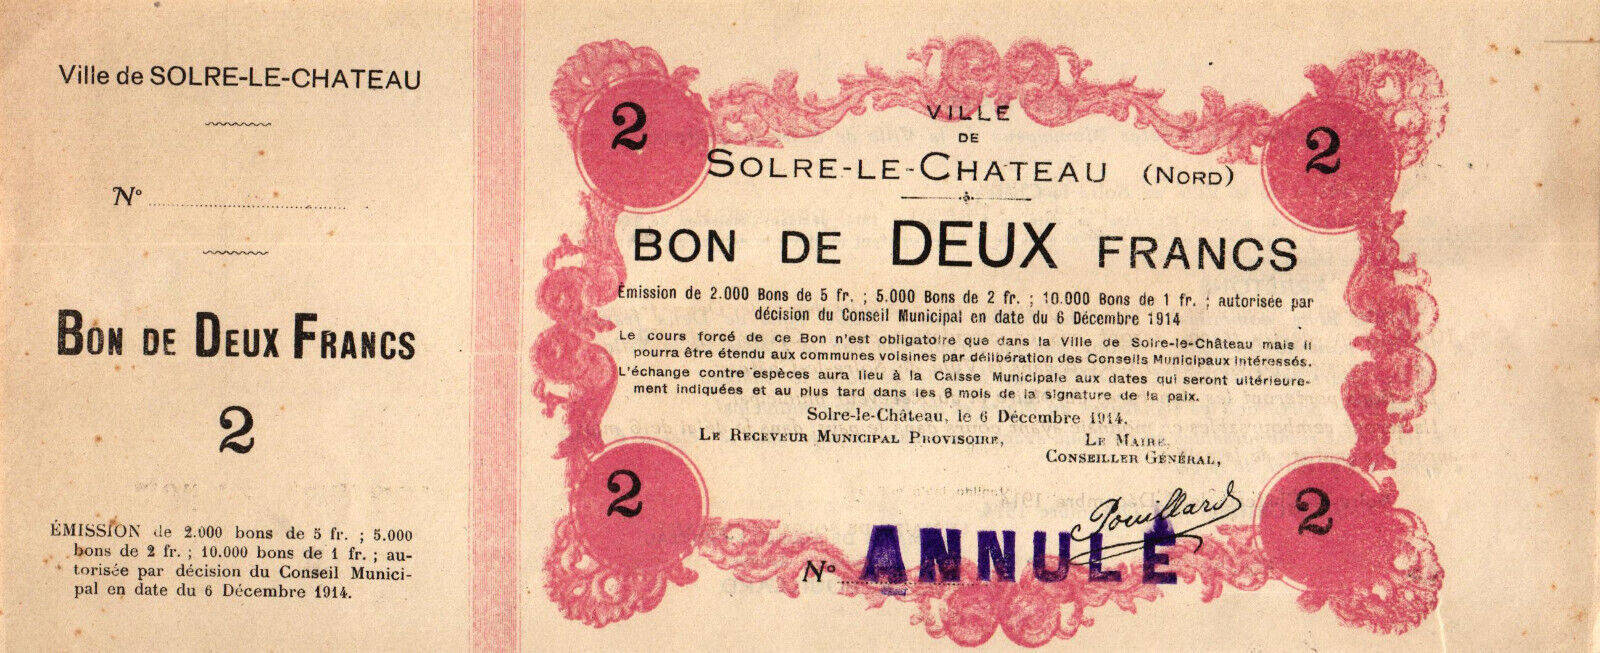 Ville de SOLRE-LE-CHATEAU
N°
BON DE DEUX FRANCS
2
ÉMISSION de 2.000 bons de 5 fr. ; 5.000
bons de 2 fr. ; 10.000 bons de 1 fr. ; au-
torisée par décision du Conseil Munici-
pal en date du 6 Décembre 1914.
2
2
VILLE
DE
SOLRE-LE-CHATEAU (NORD)
BON DE DEUX FRANCS
Émission de 2.000 Bons de 5 fr. ; 5.000 Bons de 2 fr. ; 10.000 Bons de 1 fr. ; autorisée par
décision du Conseil Municipal en date du 6 Décembre 1914
Le cours forcé de ce Bon n'est obligatoire que dans la Ville de Solre-le-Château mais il
pourra être étendu aux communes voisines par délibération des Conseils Municipaux intéressés.
L'échange contre espèces aura lieu à la Caisse Municipale aux dates qui seront ultérieure-
ment indiquées et au plus tard dans les 6 mois de la signature de la paix.
Solre-le-Château, le 6 Décembre 1914.
LE RECEVEUR MUNICIPAL PROVISOIRE,
LE MAIRE,
CONSEILLER GÉNÉRAL,
2
2
Pouillard
N°
ANNULÉ